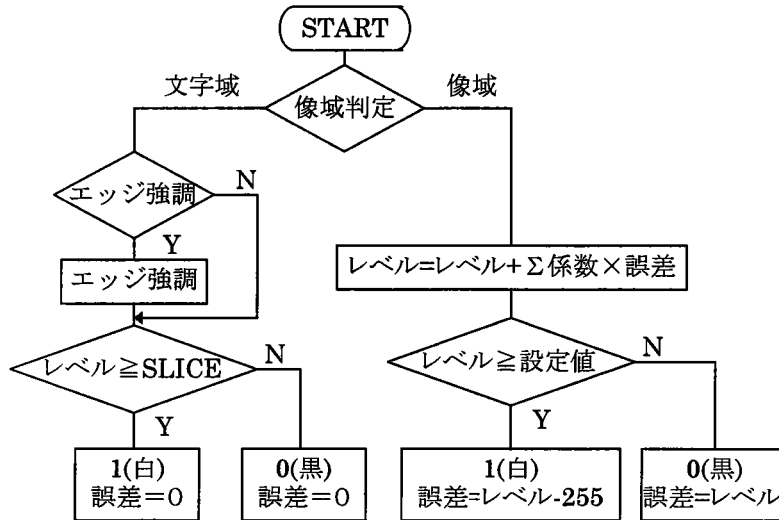 START
文字域
像域判定
像域
エッジ強調
N
Y
エッジ強調
レベル=レベル+Σ係数×誤差
レベル≧SLICE
N
Y
レベル≧設定値
N
Y
1(白)
誤差=0
0(黒)
誤差=0
1(白)
誤差=レベル-255
0(黒)
誤差=レベル